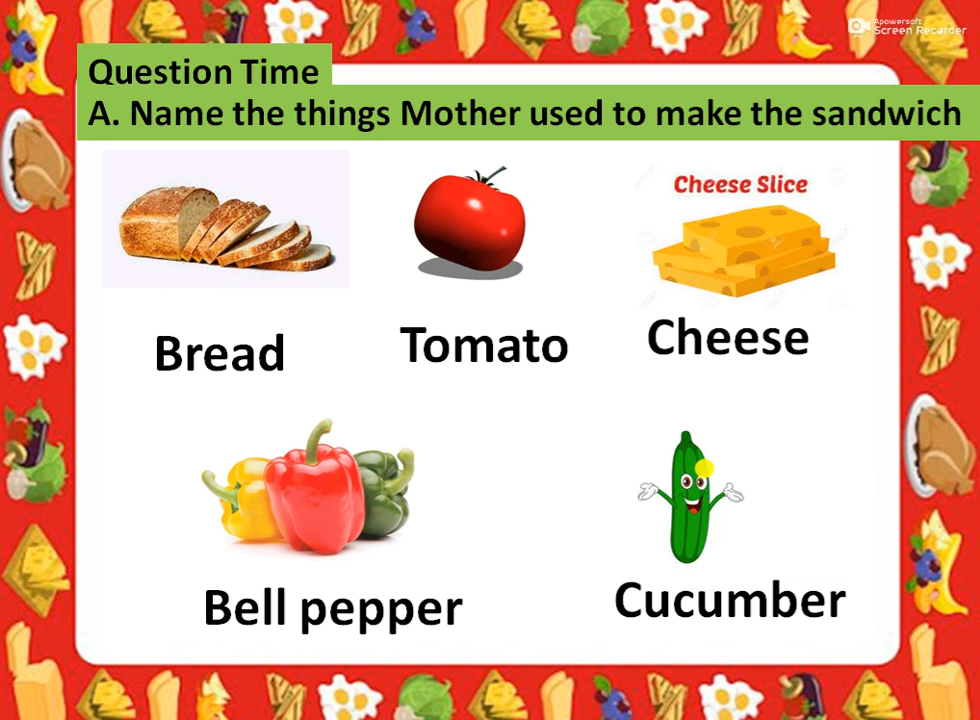 Apowersoft
Screen Recorder
Question Time
A. Name the things Mother used to make the sandwich
Cheese Slice
Bread
Tomato
Cheese
Bell pepper
Cucumber